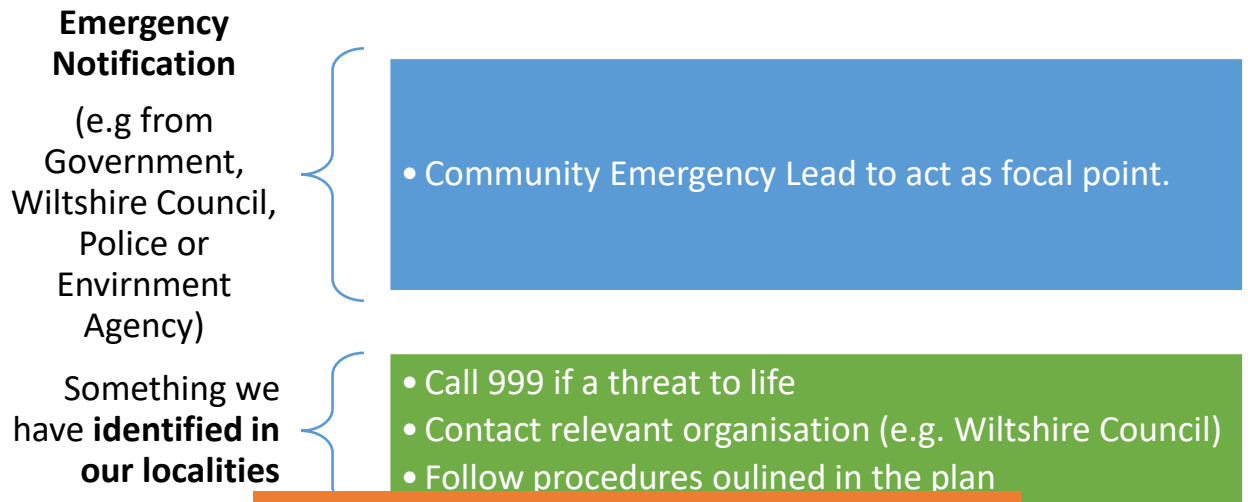 Emergency
Notification
(e.g from
Government,
Wiltshire Council,
Police or
Envirnment
Agency)
• Community Emergency Lead to act as focal point.
Something we
have identified in
our localities
• Call 999 if a threat to life
• Contact relevant organisation (e.g. Wiltshire Council)
• Follow procedures oulined in the plan